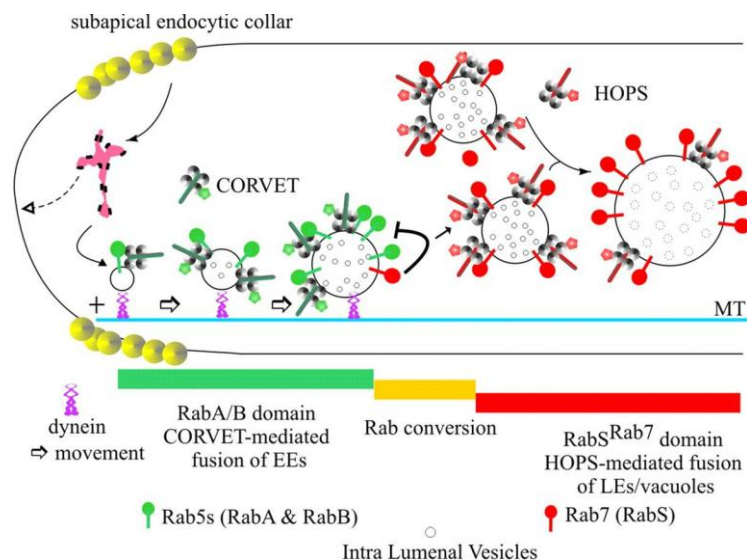 subapical endocytic collar
HOPS
CORVET
+
MT
dynein
⇨ movement
RabA/B domain
CORVET-mediated
fusion of EEs
Rab conversion
RabS^Rab7 domain
HOPS-mediated fusion
of LEs/vacuoles
Rab5s (RabA & RabB)
Rab7 (RabS)
Intra Lumenal Vesicles